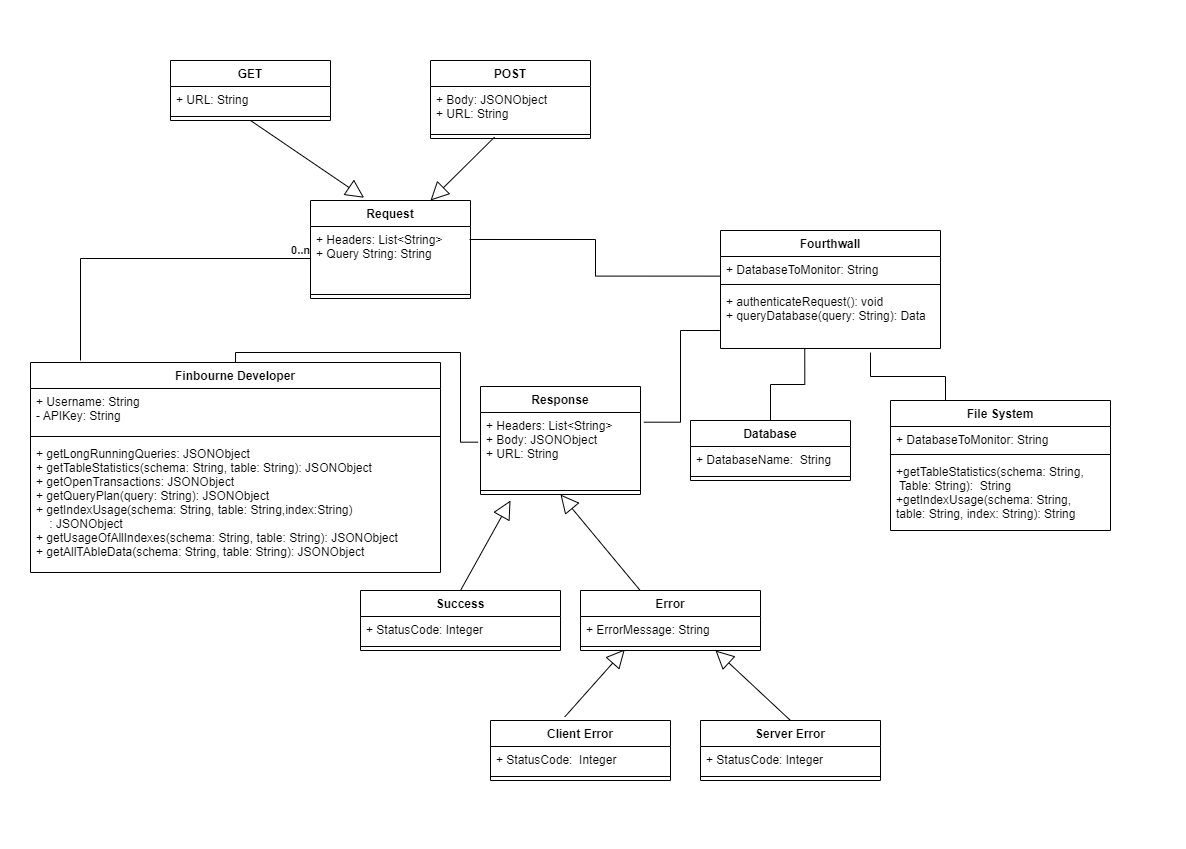 GET
+ URL: String
POST
+ Body: JSONObject
+ URL: String
Request
+ Headers: List<String>
+ Query String: String
0..n
Fourthwall
+ DatabaseToMonitor: String
+ authenticateRequest(): void
+ queryDatabase(query: String): Data
Finbourne Developer
+ Username: String
- APIKey: String
+ getLongRunningQueries: JSONObject
+ getTableStatistics(schema: String, table: String): JSONObject
+ getOpenTransactions: JSONObject
+ getQueryPlan(query: String): JSONObject
+ getIndexUsage(schema: String, table: String,index:String)
: JSONObject
+ getUsageOfAllIndexes(schema: String, table: String): JSONObject
+ getAllTAbleData(schema: String, table: String): JSONObject
Response
+ Headers: List<String>
+ Body: JSONObject
+ URL: String
Database
+ DatabaseName:  String
File System
+ DatabaseToMonitor: String
+getTableStatistics(schema: String,
Table: String):  String
+getIndexUsage(schema: String,
table: String, index: String): String
Success
+ StatusCode: Integer
Error
+ ErrorMessage: String
Client Error
+ StatusCode:  Integer
Server Error
+ StatusCode: Integer